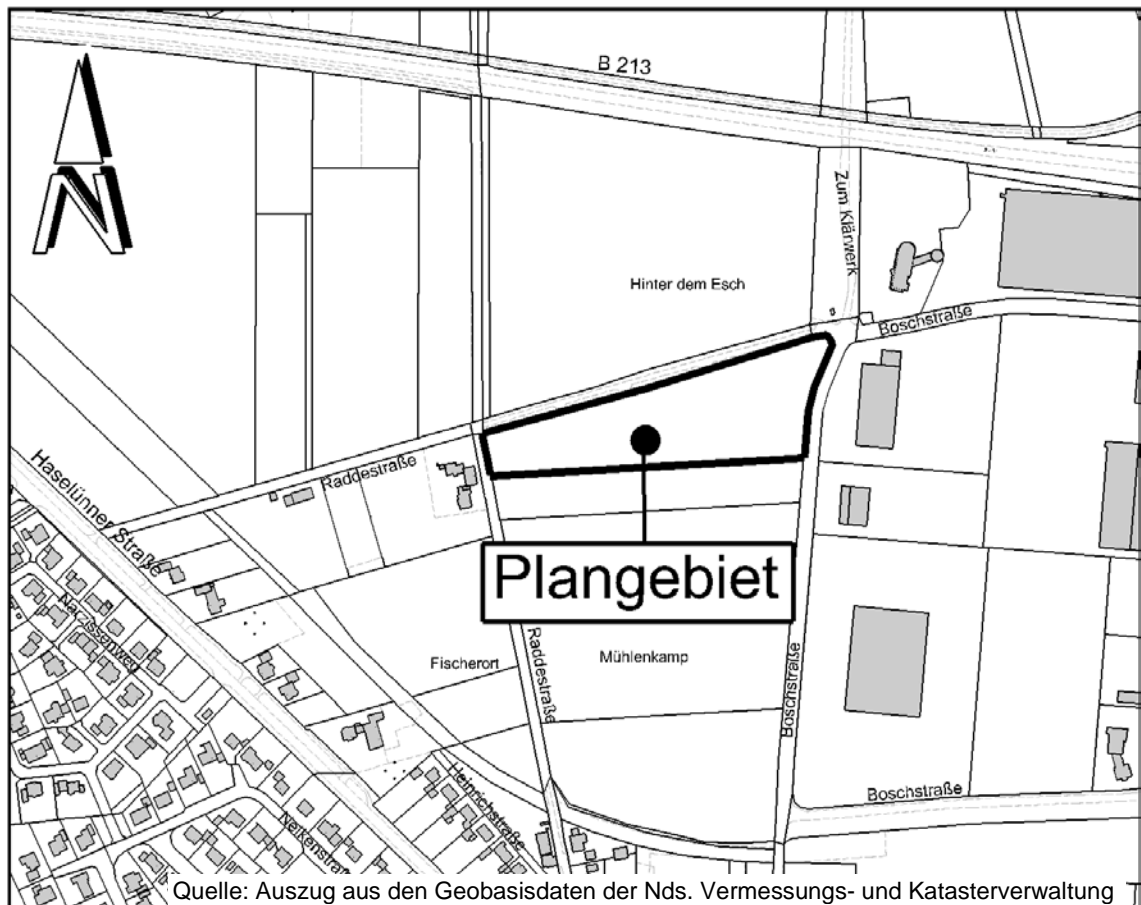 B 213
N
Zum Klärwerk
Hinter dem Esch
Boschstraße
Raddestraße
Haselünner Straße
Plangebiet
Narzissenweg
Fischerort
Raddestraße
Mühlenkamp
Boschstraße
Heinrichstraße
Boschstraße
Nelkenstraße
Quelle: Auszug aus den Geobasisdaten der Nds. Vermessungs- und Katasterverwaltung